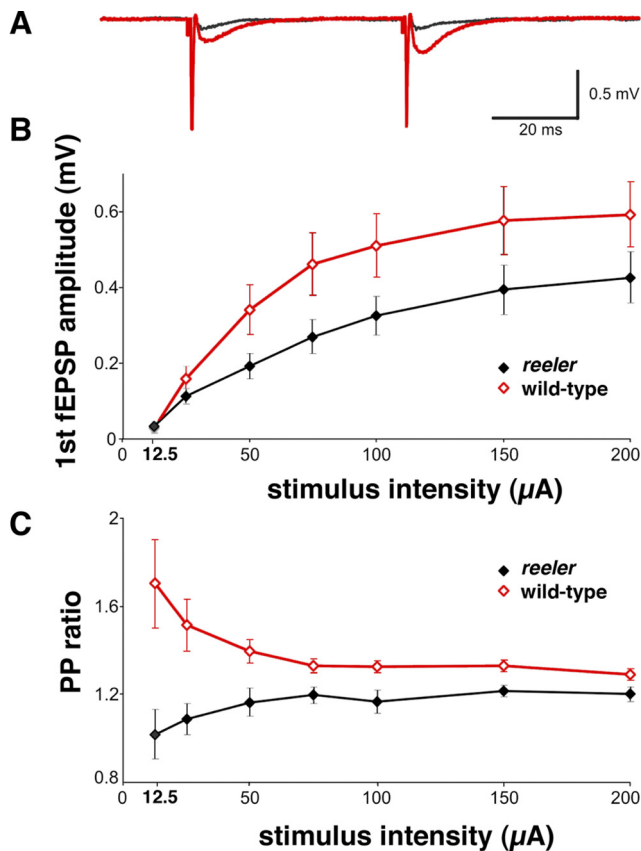 A
0.5 mV
20 ms
B
1st fEPSP amplitude (mV)
0.6
0.4
0.2
0
reeler
wild-type
0 12.5 50 100 150 200
stimulus intensity (µA)
C
PP ratio
2
1.6
1.2
0.8
reeler
wild-type
0 12.5 50 100 150 200
stimulus intensity (µA)